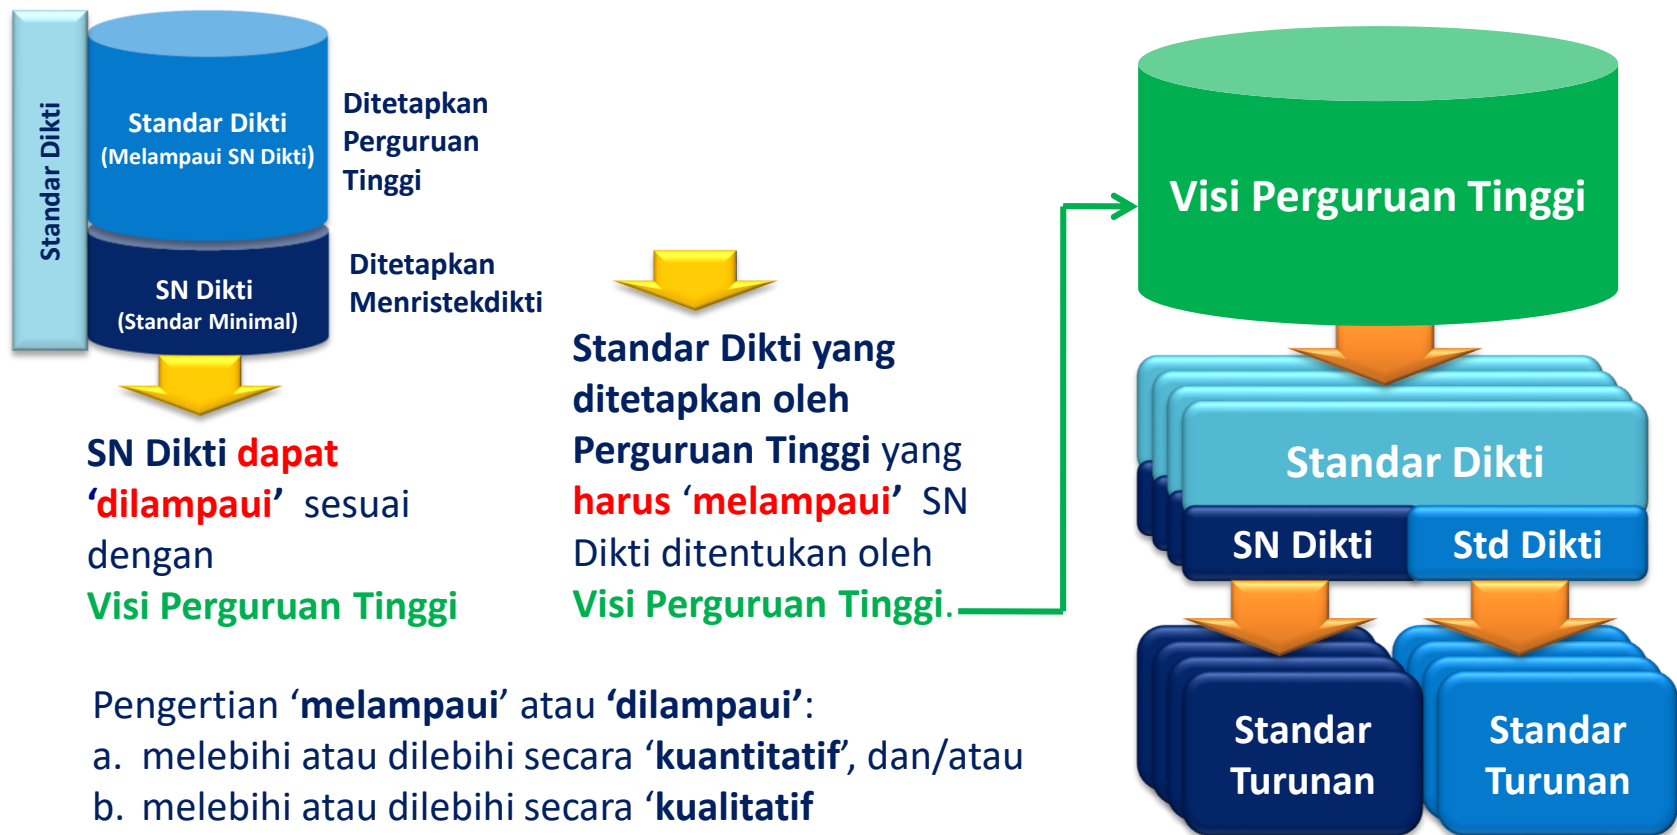 Standar Dikti
Standar Dikti
(Melampaui SN Dikti)
SN Dikti
(Standar Minimal)
Ditetapkan
Perguruan
Tinggi
Ditetapkan
Menristekdikti
SN Dikti dapat
‘dilampaui’ sesuai
dengan
Visi Perguruan Tinggi
Standar Dikti yang
ditetapkan oleh
Perguruan Tinggi yang
harus ‘melampaui’ SN
Dikti ditentukan oleh
Visi Perguruan Tinggi.
Pengertian ‘melampaui’ atau ‘dilampaui’:
a. melebihi atau dilebihi secara ‘kuantitatif’, dan/atau
b. melebihi atau dilebihi secara ‘kualitatif
Visi Perguruan Tinggi
Standar Dikti
SN Dikti
Std Dikti
Standar
Turunan
Standar
Turunan